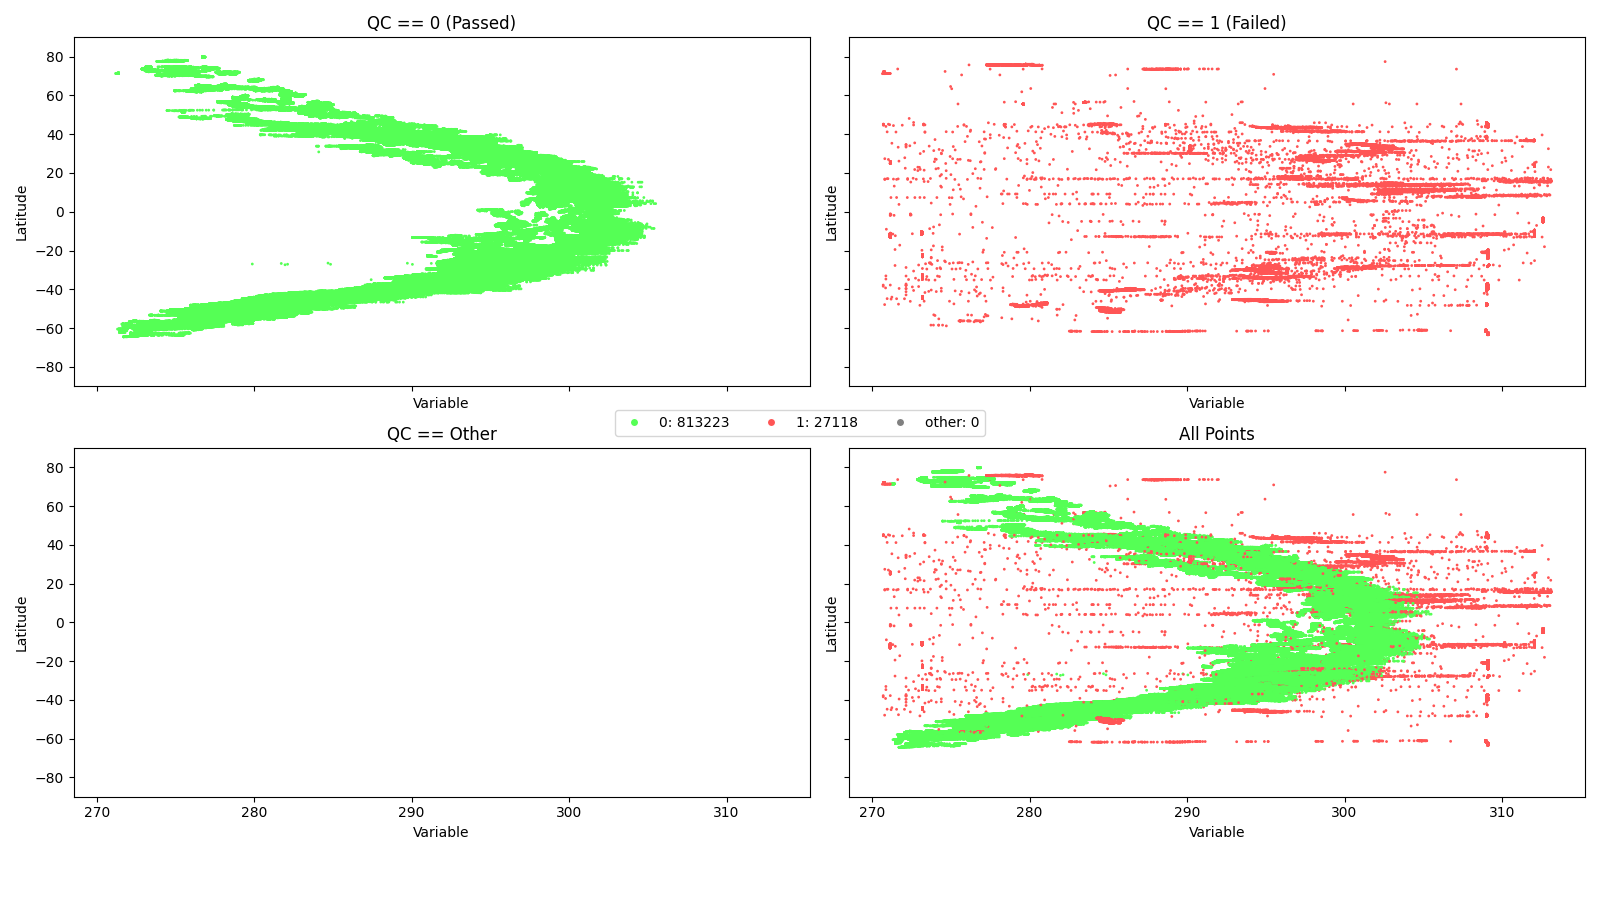 QC == 0 (Passed)
QC == 1 (Failed)
80
60
40
20
0
−20
−40
−60
−80
Latitude
Latitude
Variable
Variable
0: 813223
1: 27118
other: 0
QC == Other
All Points
80
60
40
20
0
−20
−40
−60
−80
Latitude
Latitude
270
280
290
300
310
270
280
290
300
310
Variable
Variable